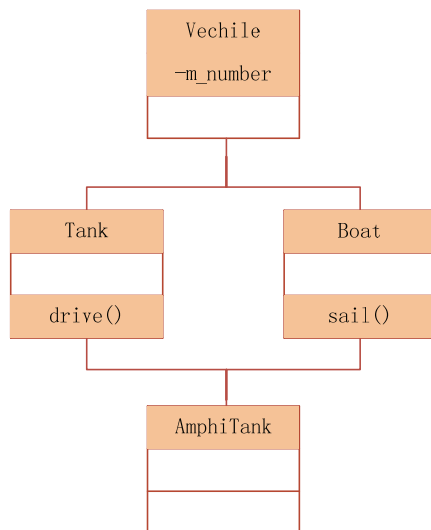 Vechile
-m_number
Tank
Boat
drive()
sail()
AmphiTank